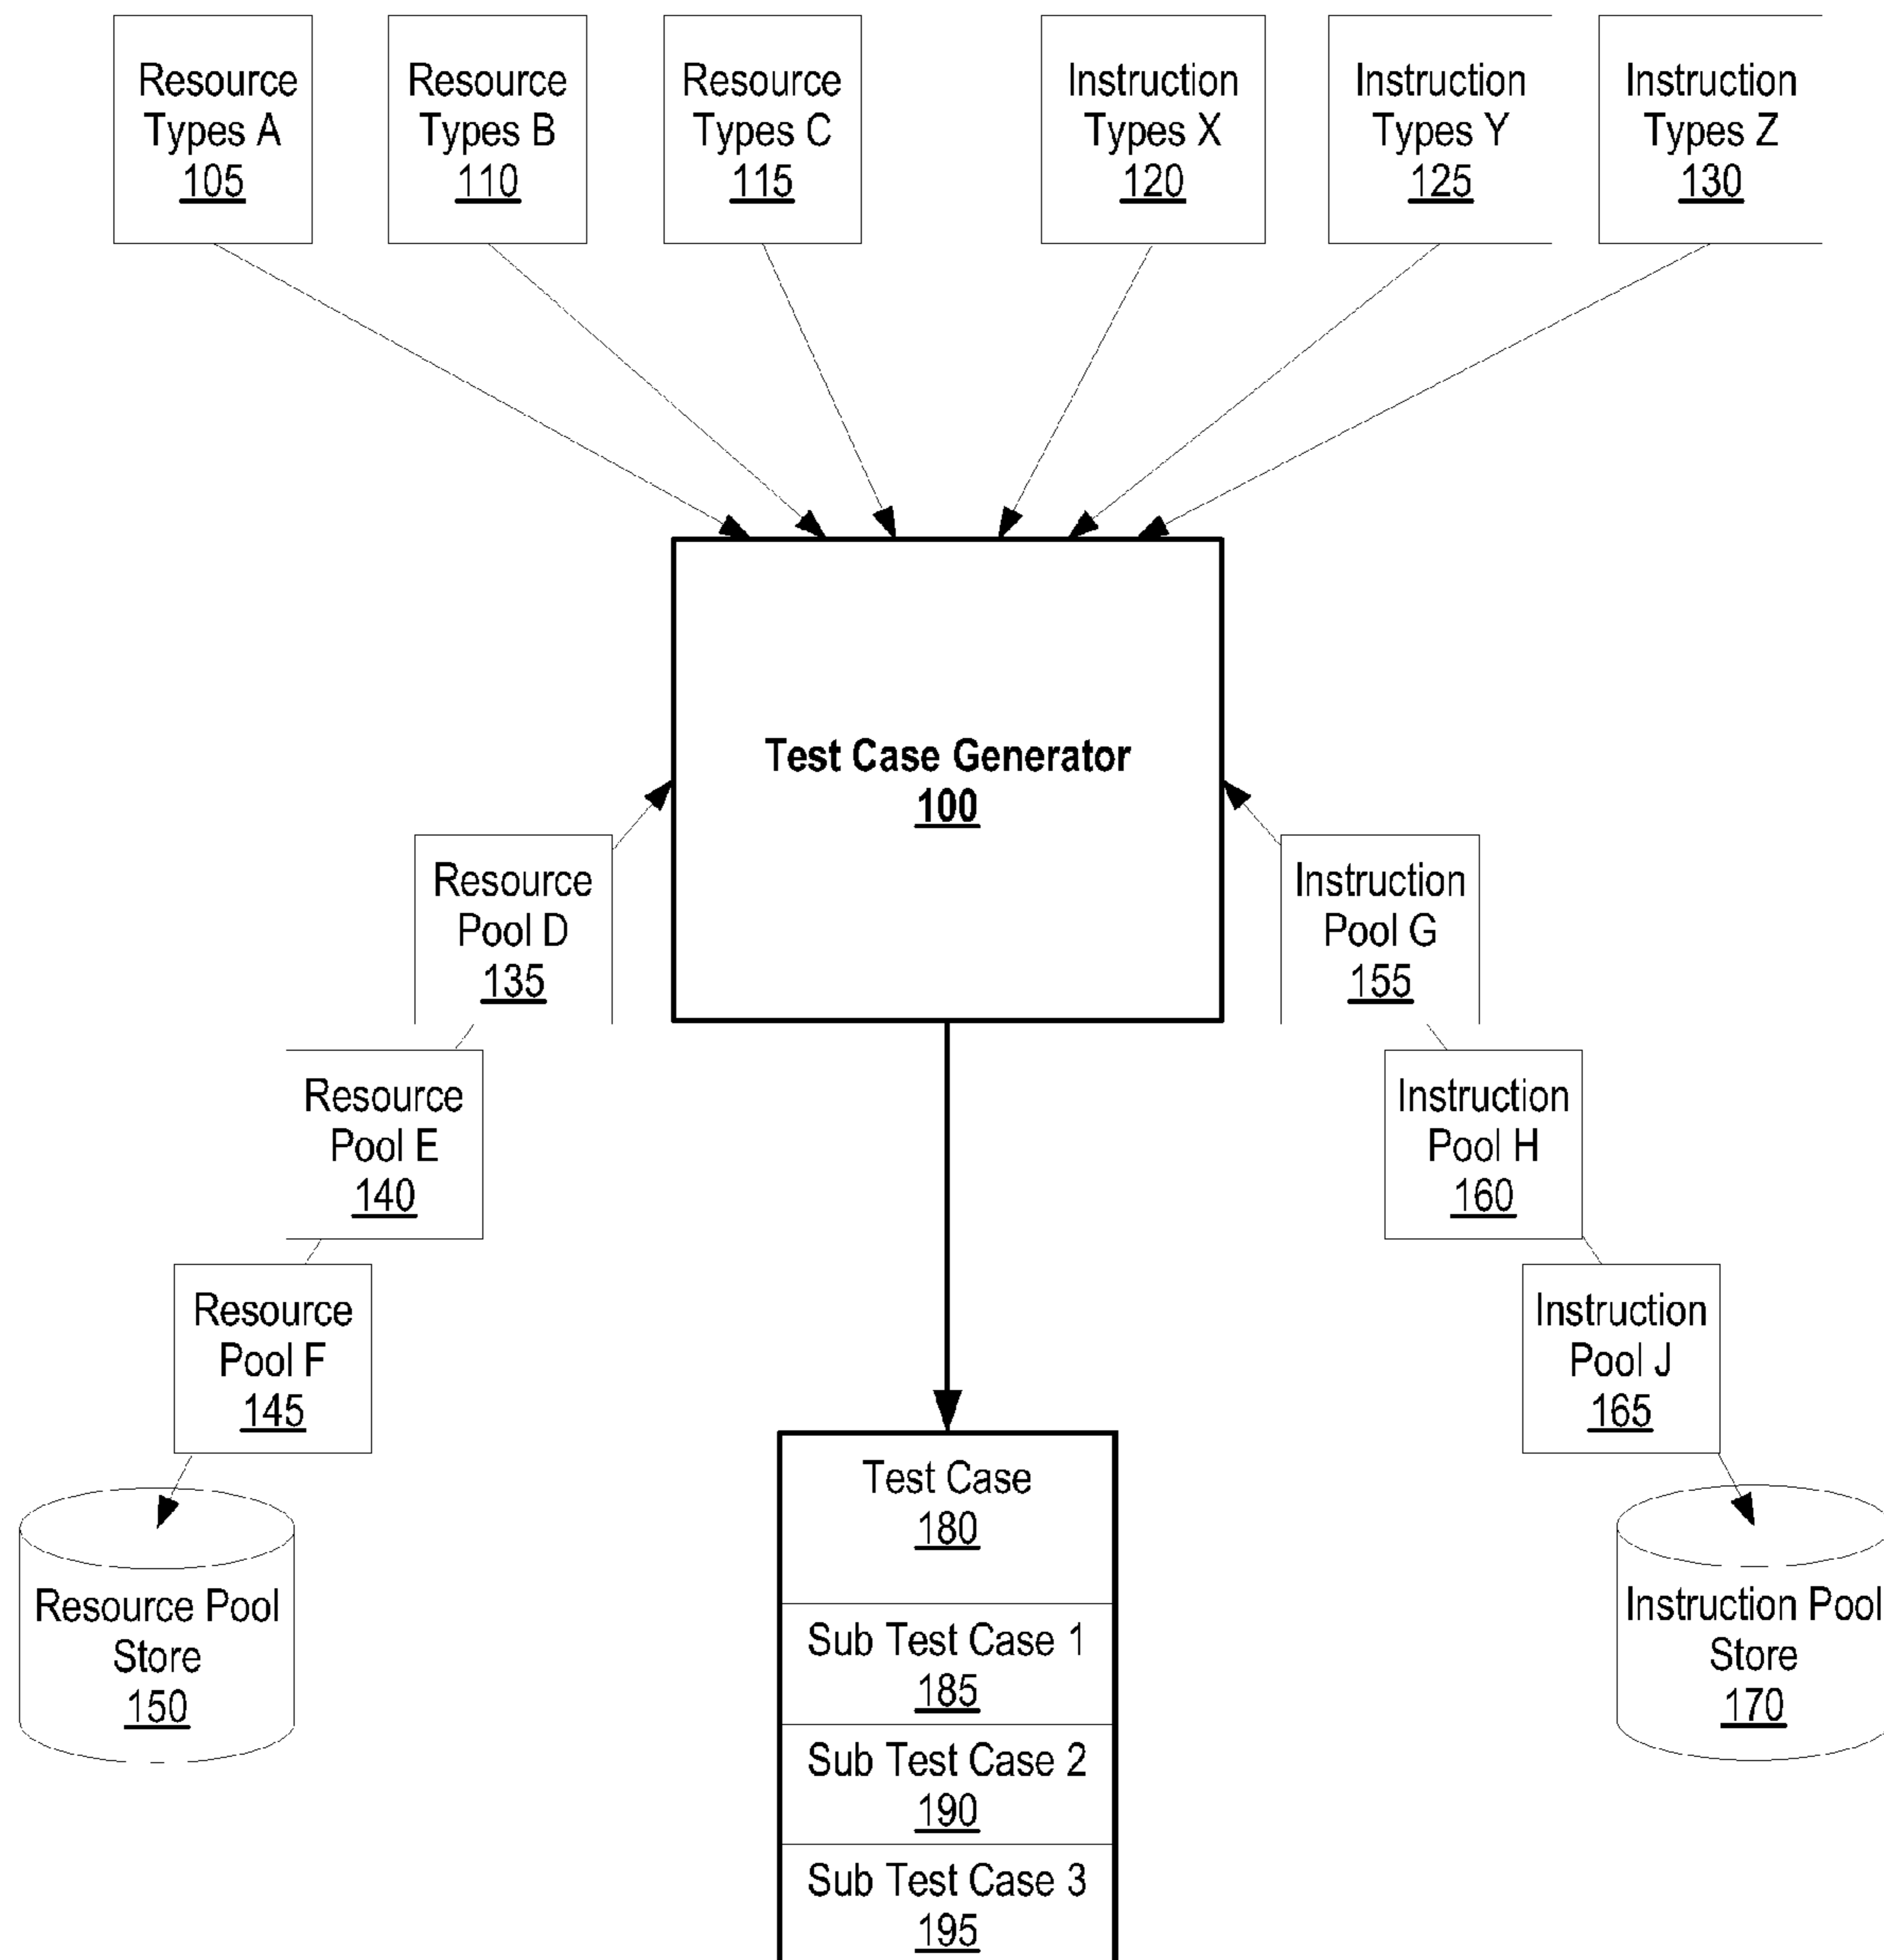 Resource
Types A
105
Resource
Types B
110
Resource
Types C
115
Instruction
Types X
120
Instruction
Types Y
125
Instruction
Types Z
130
Test Case Generator
100
Resource
Pool D
135
Instruction
Pool G
155
Resource
Pool E
140
Instruction
Pool H
160
Resource
Pool F
145
Instruction
Pool J
165
Resource Pool
Store
150
Test Case
180
Sub Test Case 1
185
Sub Test Case 2
190
Sub Test Case 3
195
Instruction Pool
Store
170